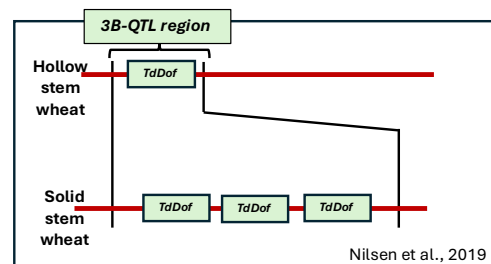 3B-QTL region
Hollow
stem
wheat
TdDof
Solid
stem
wheat
TdDof TdDof TdDof
Nilsen et al., 2019